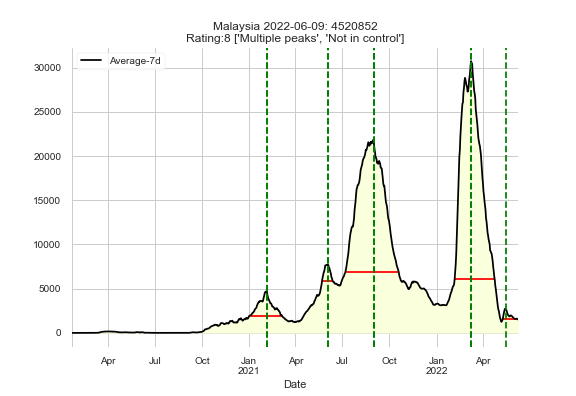 Malaysia 2022-06-09: 4520852
Rating:8 ['Multiple peaks', 'Not in control']
Average-7d
30000
25000
20000
15000
10000
5000
0
Apr Jul Oct Jan Apr Jul Oct Jan Apr
2021 2022
Date